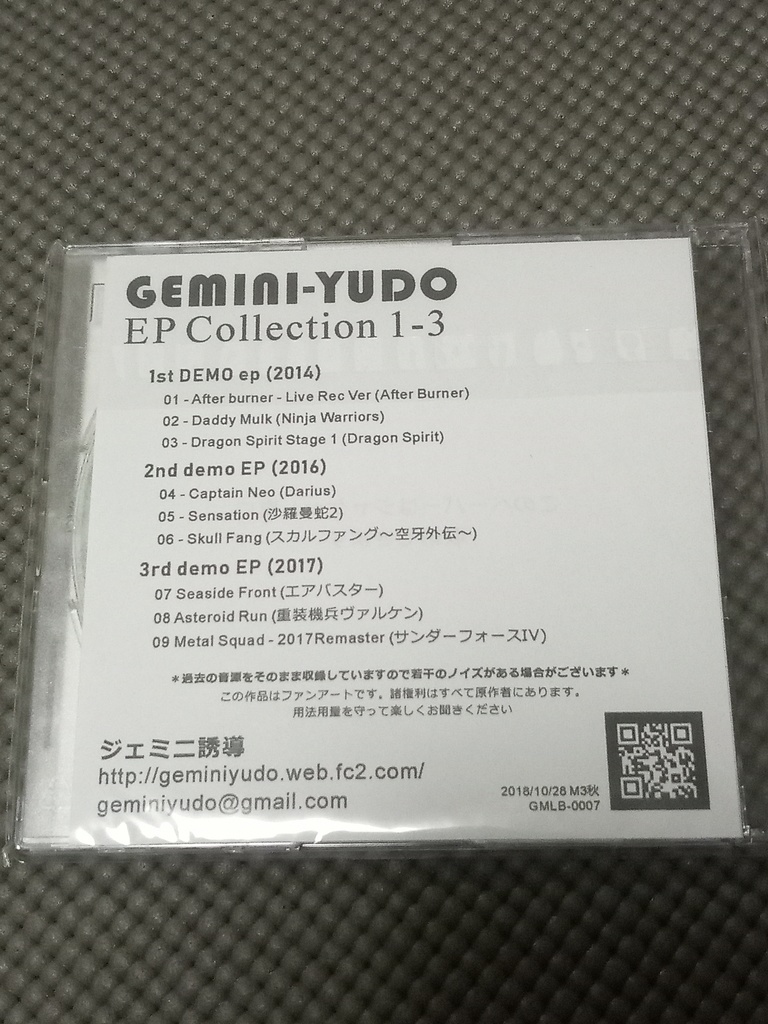 GEMINI-YUDO
EP Collection 1-3
1st DEMO ep (2014)
01 - After burner - Live Rec Ver (After Burner)
02 - Daddy Mulk (Ninja Warriors)
03 - Dragon Spirit Stage 1 (Dragon Spirit)
2nd demo EP (2016)
04 - Captain Neo (Darius)
05 - Sensation (沙羅曼蛇2)
06 - Skull Fang (スカルファング〜空牙外伝〜)
3rd demo EP (2017)
07 Seaside Front (エアバスター)
08 Asteroid Run (重装機兵ヴァルケン)
09 Metal Squad - 2017Remaster (サンダーフォースIV)
*過去の音源をそのまま収録していますので若干のノイズがある場合がございます*
この作品はファンアートです。諸権利はすべて原作者にあります。
用法用量を守って楽しくお聞きください
ジェミニ誘導
http://geminiyudo.web.fc2.com/
geminiyudo@gmail.com
2018/10/28 M3秋
GMLB-0007